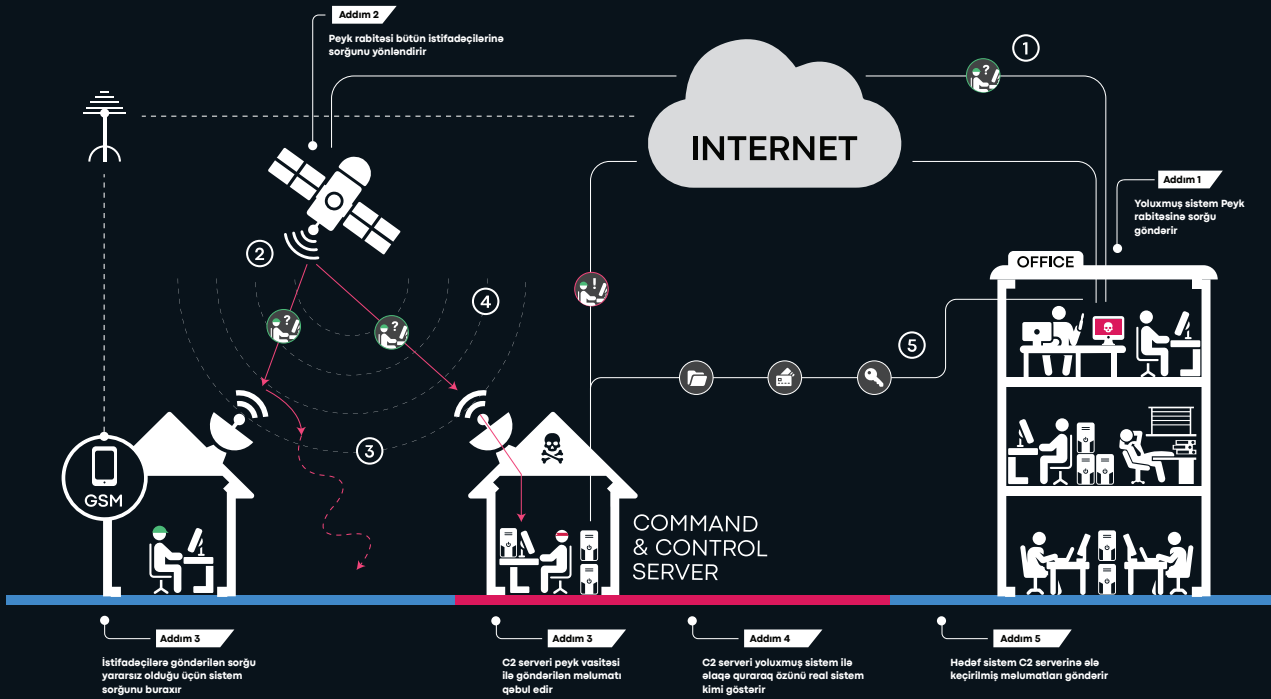 Addım 2
Peyk rabitəsi bütün istifadəçilərinə
sorğunu yönləndirir
1
?
INTERNET
Addım 1
Yoluxmuş sistem Peyk
rabitəsinə sorğu
göndərir
2
OFFICE
!
4
?
?
5
3
GSM
COMMAND
& CONTROL
SERVER
Addım 3
İstifadəçilərə göndərilən sorğu
yararsız olduğu üçün sistem
sorğunu buraxır
Addım 3
C2 serveri peyk vasitəsi
ilə göndərilən məlumatı
qəbul edir
Addım 4
C2 serveri yoluxmuş sistem ilə
əlaqə quraraq özünü real sistem
kimi göstərir
Addım 5
Hədəf sistem C2 serverinə ələ
keçirilmiş məlumatları göndərir